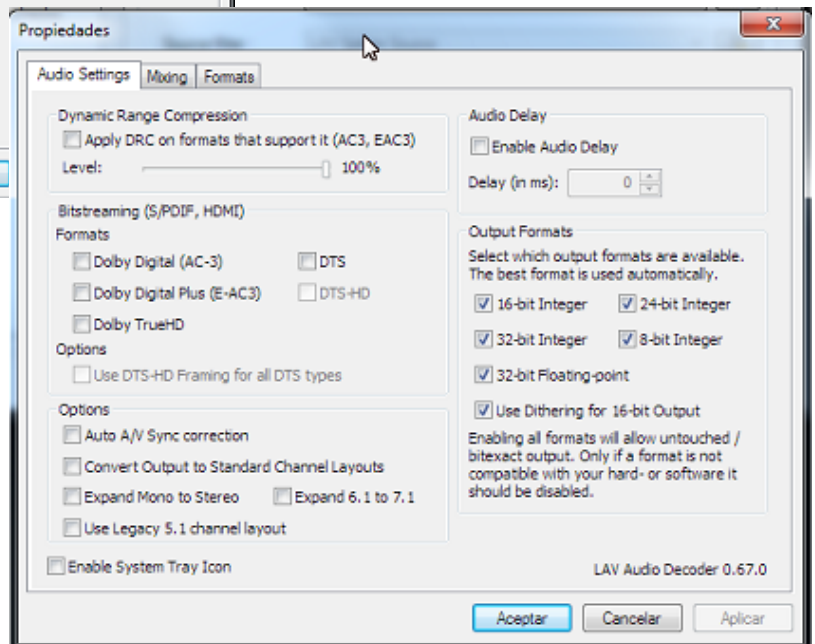 Propiedades
Audio Settings
Mixing
Formats
Dynamic Range Compression
Apply DRC on formats that support it (AC3, EAC3)
Level:
100%
Bitstreaming (S/PDIF, HDMI)
Formats
Dolby Digital (AC-3)
DTS
Dolby Digital Plus (E-AC3)
DTS-HD
Dolby TrueHD
Options
Use DTS-HD Framing for all DTS types
Options
Auto A/V Sync correction
Convert Output to Standard Channel Layouts
Expand Mono to Stereo
Expand 6.1 to 7.1
Use Legacy 5.1 channel layout
Enable System Tray Icon
Audio Delay
Enable Audio Delay
Delay (in ms):
0
Output Formats
Select which output formats are available.
The best format is used automatically.
16-bit Integer
24-bit Integer
32-bit Integer
8-bit Integer
32-bit Floating-point
Use Dithering for 16-bit Output
Enabling all formats will allow untouched /
bitexact output. Only if a format is not
compatible with your hard- or software it
should be disabled.
LAV Audio Decoder 0.67.0
Aceptar
Cancelar
Aplicar